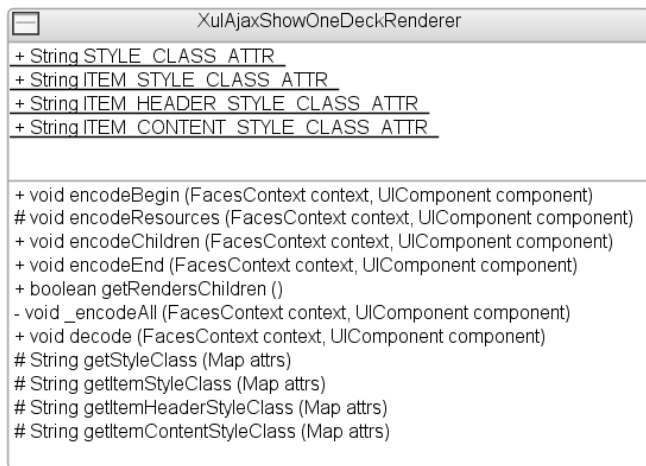 XulAjaxShowOneDeckRenderer
+ String STYLE_CLASS_ATTR
+ String ITEM_STYLE_CLASS_ATTR
+ String ITEM_HEADER_STYLE_CLASS_ATTR
+ String ITEM_CONTENT_STYLE_CLASS_ATTR
+ void encodeBegin (FacesContext context, UIComponent component)
# void encodeResources (FacesContext context, UIComponent component)
+ void encodeChildren (FacesContext context, UIComponent component)
+ void encodeEnd (FacesContext context, UIComponent component)
+ boolean getRendersChildren ()
- void _encodeAll (FacesContext context, UIComponent component)
+ void decode (FacesContext context, UIComponent component)
# String getStyleClass (Map attrs)
# String getItemStyleClass (Map attrs)
# String getItemHeaderStyleClass (Map attrs)
# String getItemContentStyleClass (Map attrs)